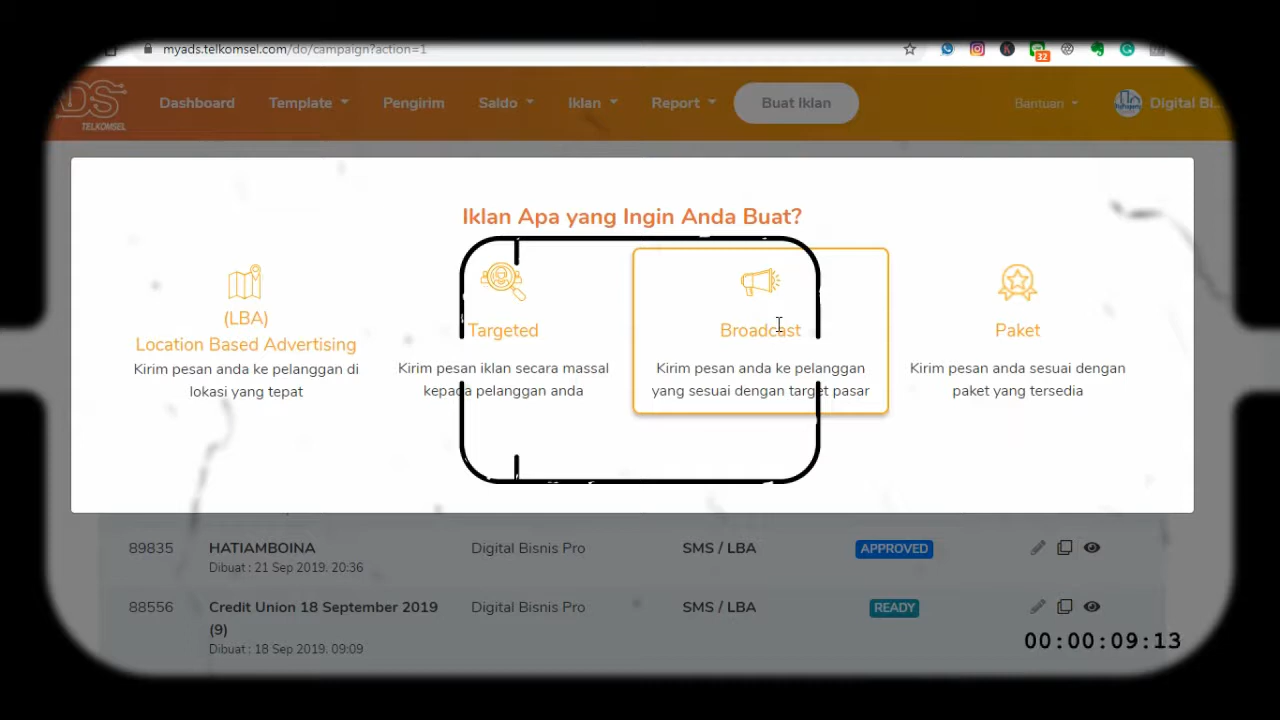 myads.telkomsel.com/do/campaign?action=1
32
ADS
TELKOMSEL
Dashboard
Template
Pengirim
Saldo
Iklan
Report
Buat Iklan
Bantuan
Digital Bi...
Iklan Apa yang Ingin Anda Buat?
(LBA)
Location Based Advertising
Kirim pesan anda ke pelanggan di
lokasi yang tepat
Targeted
Kirim pesan iklan secara massal
kepada pelanggan anda
Broadcast
Kirim pesan anda ke pelanggan
yang sesuai dengan target pasar
Paket
Kirim pesan anda sesuai dengan
paket yang tersedia
89835
HATIAMBOINA
Dibuat : 21 Sep 2019. 20:36
Digital Bisnis Pro
SMS / LBA
APPROVED
88556
Credit Union 18 September 2019
(9)
Dibuat : 18 Sep 2019. 09:09
Digital Bisnis Pro
SMS / LBA
READY
00:00:09:13